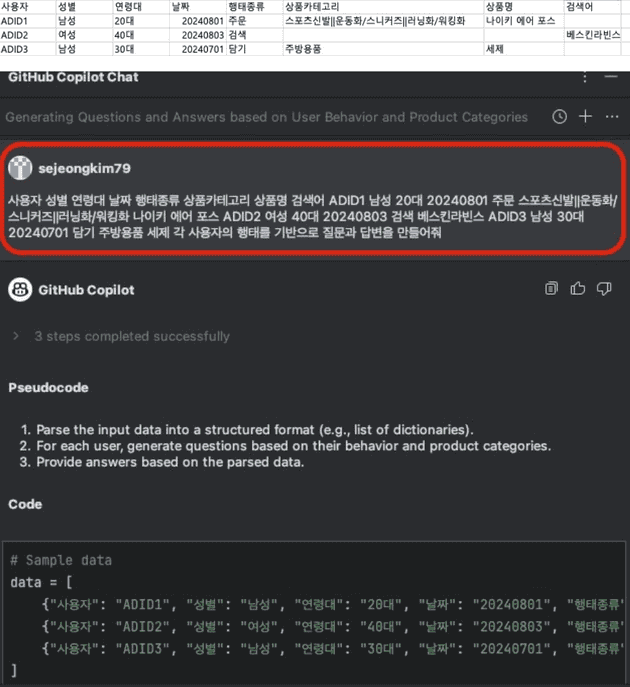 사용자 성별 연령대 날짜 행태종류 상품카테고리 상품명 검색어
ADID1 남성 20대 20240801 주문 스포츠신발||운동화/스니커즈||러닝화/워킹화 나이키 에어 포스
ADID2 여성 40대 20240803 검색 베스킨라빈스
ADID3 남성 30대 20240701 담기 주방용품 세제
GitHub Copilot Chat
Generating Questions and Answers based on User Behavior and Product Categories
sejeongkim79
사용자 성별 연령대 날짜 행태종류 상품카테고리 상품명 검색어 ADID1 남성 20대 20240801 주문 스포츠신발||운동화/
스니커즈||러닝화/워킹화 나이키 에어 포스 ADID2 여성 40대 20240803 검색 베스킨라빈스 ADID3 남성 30대
20240701 담기 주방용품 세제 각 사용자의 행태를 기반으로 질문과 답변을 만들어줘
GitHub Copilot
3 steps completed successfully
Pseudocode
1. Parse the input data into a structured format (e.g., list of dictionaries).
2. For each user, generate questions based on their behavior and product categories.
3. Provide answers based on the parsed data.
Code
# Sample data
data = [
{"사용자": "ADID1", "성별": "남성", "연령대": "20대", "날짜": "20240801", "행태종류"
{"사용자": "ADID2", "성별": "여성", "연령대": "40대", "날짜": "20240803", "행태종류"
{"사용자": "ADID3", "성별": "남성", "연령대": "30대", "날짜": "20240701", "행태종류"
]